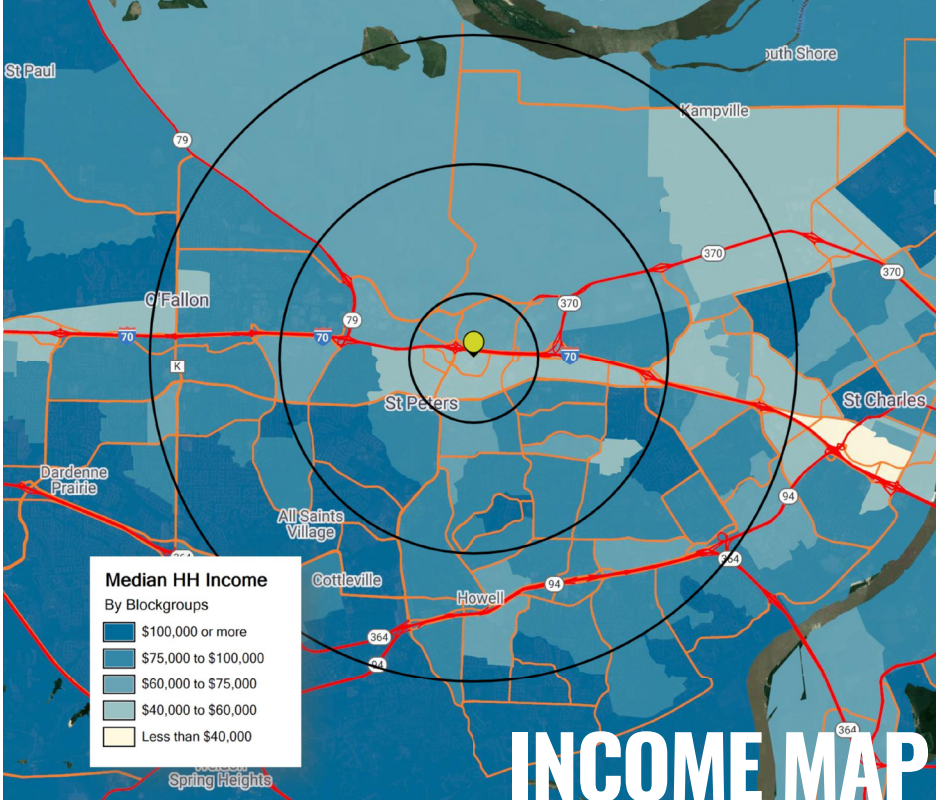 South Shore
St Paul
Kampville
79
370
370
O'Fallon
370
79
70
70
70
K
St Peters
St Charles
Dardenne
Prairie
94
All Saints
Village
364
364
Cottleville
94
Howell
364
94
364
Median HH Income
By Blockgroups
$100,000 or more
$75,000 to $100,000
$60,000 to $75,000
$40,000 to $60,000
Less than $40,000
Spring Heights
INCOME MAP